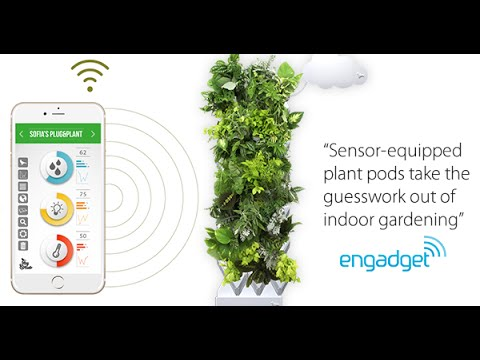 SOFIA'S PLUG&PLANT
62
75
50
“Sensor-equipped
plant pods take the
guesswork out of
indoor gardening”
engadget